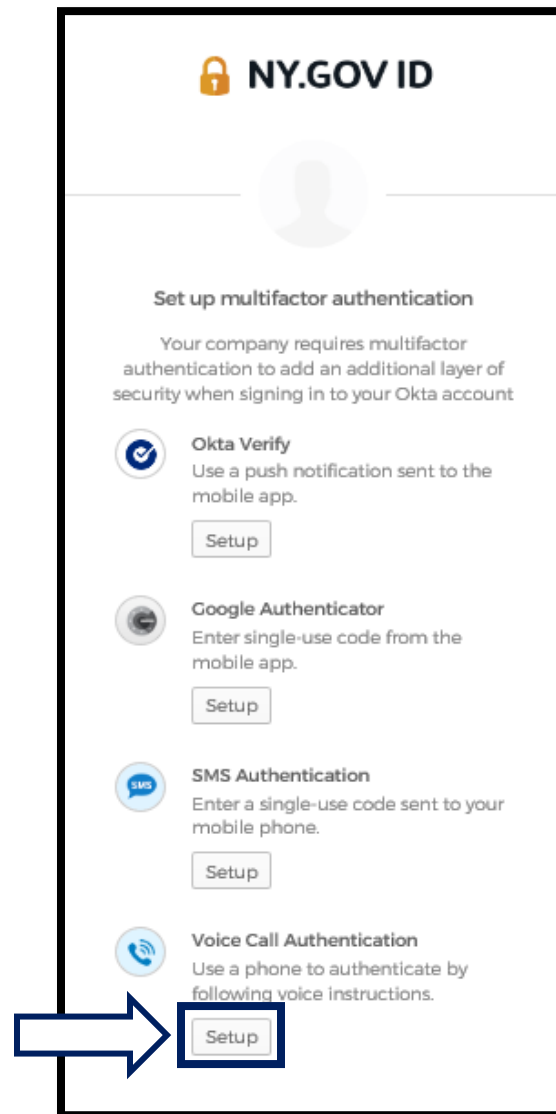 NY.GOV ID
Set up multifactor authentication
Your company requires multifactor
authentication to add an additional layer of
security when signing in to your Okta account
Okta Verify
Use a push notification sent to the
mobile app.
Setup
Google Authenticator
Enter single-use code from the
mobile app.
Setup
SMS
SMS Authentication
Enter a single-use code sent to your
mobile phone.
Setup
Voice Call Authentication
Use a phone to authenticate by
following voice instructions.
Setup